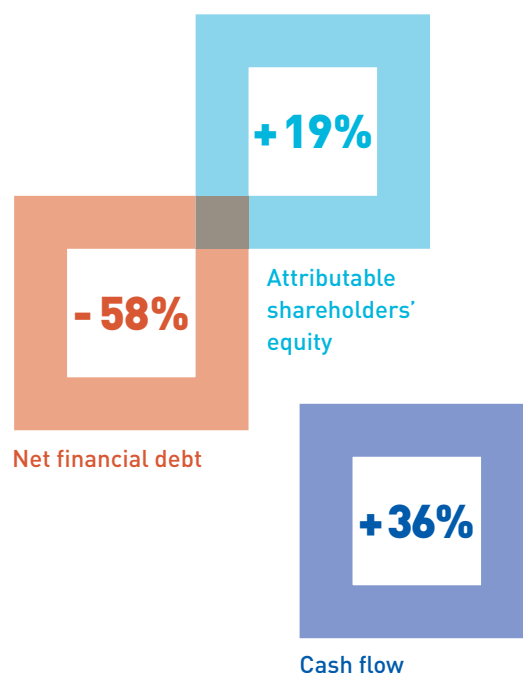 + 19%
Attributable
shareholders’
equity
- 58%
Net financial debt
+ 36%
Cash flow